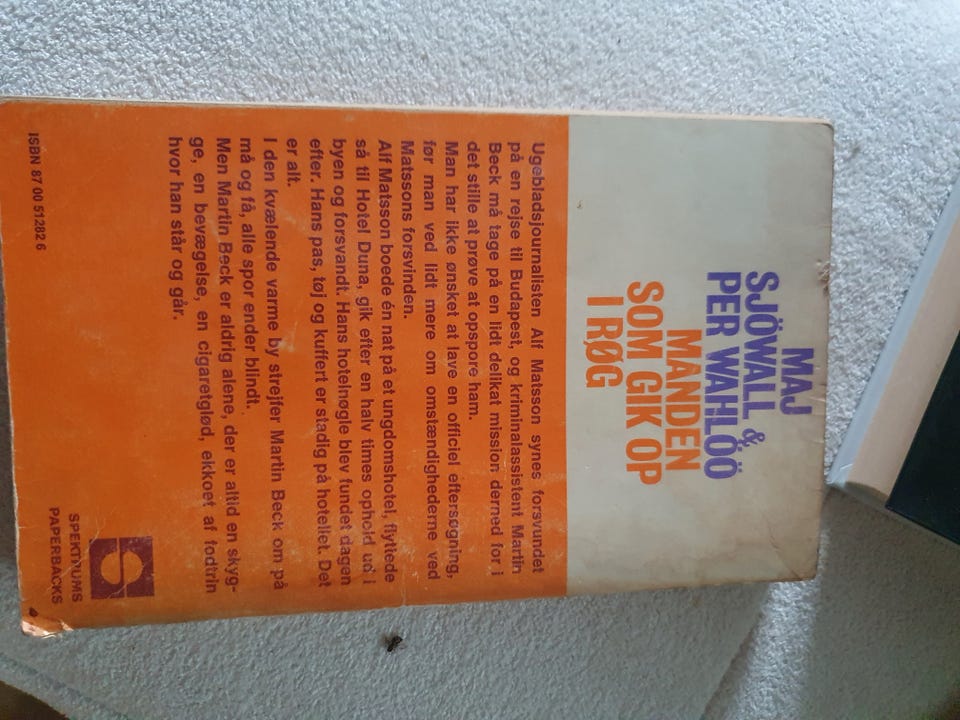 MAJ
SJÖWALL &
PER WAHLÖÖ
MANDEN
SOM GIK OP
I RØG
Ugebladsjournalisten Alf Matsson synes forsvundet
på en rejse til Budapest, og kriminalassistent Martin
Beck må tage på en lidt delikat mission derned for i
det stille at prøve at opspore ham.
Man har ikke ønsket at lave en officiel eftersøgning,
før man ved lidt mere om omstændighederne ved
Matssons forsvinden.
Alf Matsson boede én nat på et ungdomshotel, flyttede
så til Hotel Duna, gik efter en halv times ophold ud i
byen og forsvandt. Hans hotelnøgle blev fundet dagen
efter. Hans pas, tøj og kuffert er stadig på hotellet. Det
er alt.
I den kvælende varme by strejfer Martin Beck om på
må og få, alle spor ender blindt.
Men Martin Beck er aldrig alene, der er altid en skyg-
ge, en bevægelse, en cigaretglød, ekkoet af fodtrin
hvor han står og går.
SPEKTRUMS
PAPERBACKS
ISBN 87 00 51282 6